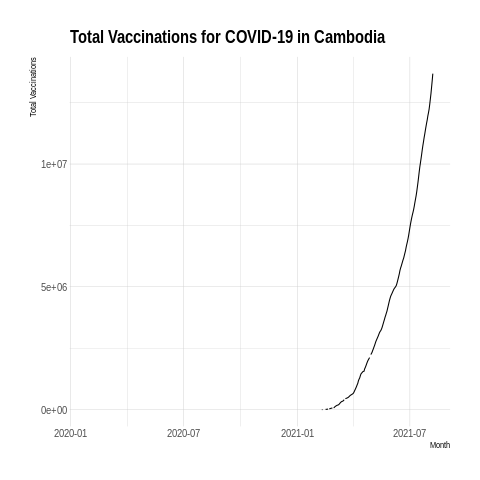 Total Vaccinations for COVID-19 in Cambodia
Total Vaccinations
1e+07
5e+06
0e+00
2020-01 2020-07 2021-01 2021-07
Month